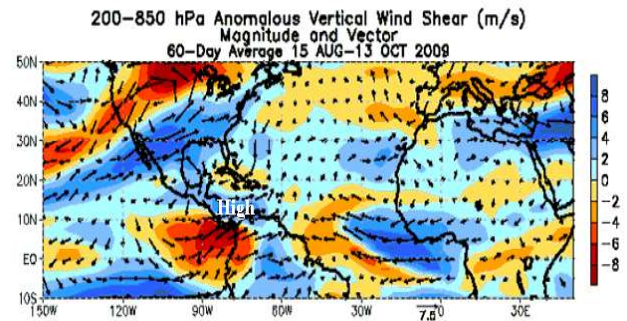 200-850 hPa Anomalous Vertical Wind Shear (m/s)
Magnitude and Vector
60-Day Average 15 AUG-13 OCT 2009
50N
40N
30N
20N
10N
EQ
10S
High
8
6
4
2
0
-2
-4
-6
-8
150W 120W 90W 60W 30W 0 30E
7.5